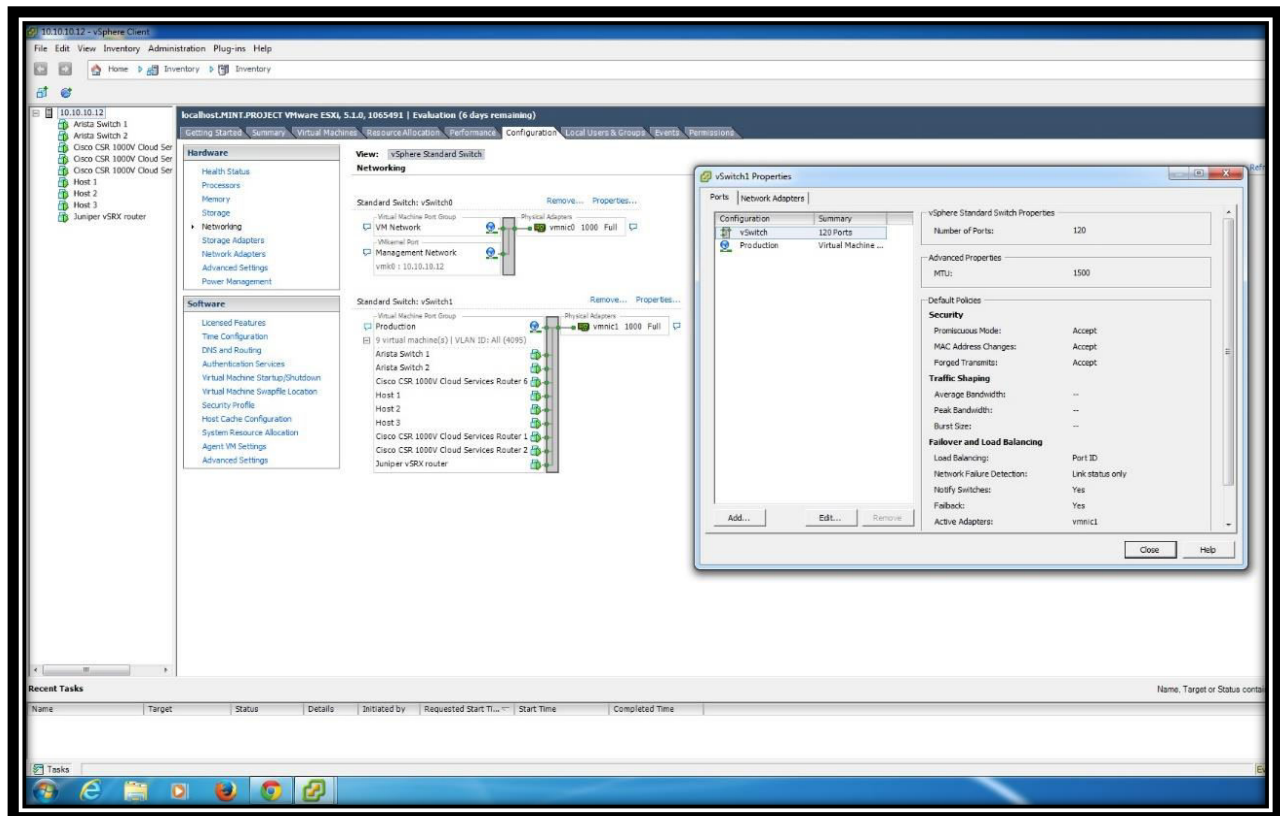 10.10.10.12 - vSphere Client
File Edit View Inventory Administration Plug-ins Help
Home Inventory Inventory
10.10.10.12
Arista Switch 1
Arista Switch 2
Cisco CSR 1000V Cloud Ser
Cisco CSR 1000V Cloud Ser
Cisco CSR 1000V Cloud Ser
Host 1
Host 2
Host 3
Juniper vSRX router
localhost.MINT.PROJECT VMware ESXi, 5.1.0, 1065491 | Evaluation (6 days remaining)
Getting Started Summary Virtual Machines Resource Allocation Performance Configuration Local Users & Groups Events Permissions
Hardware
Health Status
Processors
Memory
Storage
Networking
Storage Adapters
Network Adapters
Advanced Settings
Power Management
Software
Licensed Features
Time Configuration
DNS and Routing
Authentication Services
Virtual Machine Startup/Shutdown
Virtual Machine Swapfile Location
Security Profile
Host Cache Configuration
System Resource Allocation
Agent VM Settings
Advanced Settings
View: vSphere Standard Switch
Networking
Refr
Standard Switch: vSwitch0 Remove... Properties...
Virtual Machine Port Group Physical Adapters
VM Network vmnic0 1000 Full
VMkernel Port
Management Network
vmk0 : 10.10.10.12
Standard Switch: vSwitch1 Remove... Properties...
Virtual Machine Port Group Physical Adapters
Production vmnic1 1000 Full
9 virtual machine(s) | VLAN ID: All (4095)
Arista Switch 1
Arista Switch 2
Cisco CSR 1000V Cloud Services Router 6
Host 1
Host 2
Host 3
Cisco CSR 1000V Cloud Services Router 1
Cisco CSR 1000V Cloud Services Router 2
Juniper vSRX router
vSwitch1 Properties
Ports Network Adapters
Configuration Summary
vSwitch 120 Ports
Production Virtual Machine ...
Add... Edit... Remove
vSphere Standard Switch Properties
Number of Ports: 120
Advanced Properties
MTU: 1500
Default Policies
Security
Promiscuous Mode: Accept
MAC Address Changes: Accept
Forged Transmits: Accept
Traffic Shaping
Average Bandwidth: --
Peak Bandwidth: --
Burst Size: --
Failover and Load Balancing
Load Balancing: Port ID
Network Failure Detection: Link status only
Notify Switches: Yes
Failback: Yes
Active Adapters: vmnic1
Close Help
Recent Tasks
Name, Target or Status contai
Name Target Status Details Initiated by Requested Start Ti... Start Time Completed Time
Tasks
Ev